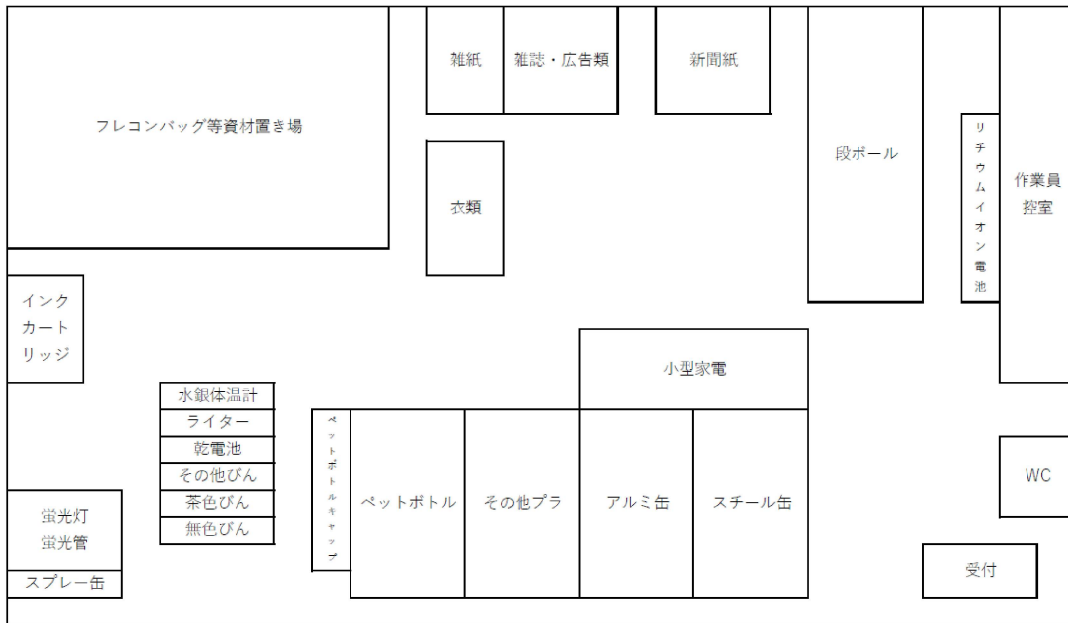 雑紙
雑誌・広告類
新聞紙
フレコンバッグ等資材置き場
段ボール
リチウムイオン電池
作業員
控室
衣類
インク
カート
リッジ
小型家電
水銀体温計
ライター
乾電池
その他びん
茶色びん
無色びん
ペットボトルキャップ
ペットボトル
その他プラ
アルミ缶
スチール缶
WC
蛍光灯
蛍光管
スプレー缶
受付